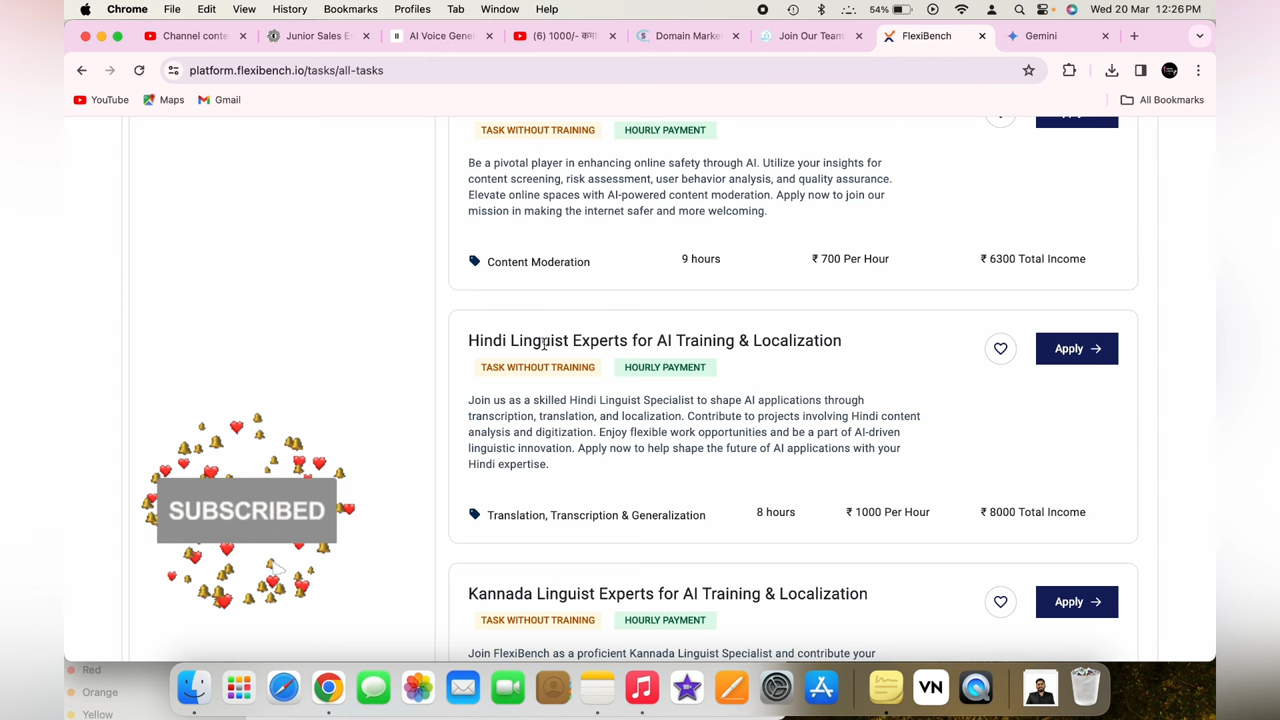 Chrome File Edit View History Bookmarks Profiles Tab Window Help 54% Wed 20 Mar 12:26 PM
Channel conte Junior Sales E AI Voice Gene (6) 1000/- कमा Domain Marke Join Our Team FlexiBench Gemini
platform.flexibench.io/tasks/all-tasks
YouTube Maps Gmail All Bookmarks
TASK WITHOUT TRAINING HOURLY PAYMENT
Be a pivotal player in enhancing online safety through AI. Utilize your insights for
content screening, risk assessment, user behavior analysis, and quality assurance.
Elevate online spaces with AI-powered content moderation. Apply now to join our
mission in making the internet safer and more welcoming.
Content Moderation 9 hours ₹ 700 Per Hour ₹ 6300 Total Income
Hindi Linguist Experts for AI Training & Localization
Apply
TASK WITHOUT TRAINING HOURLY PAYMENT
Join us as a skilled Hindi Linguist Specialist to shape AI applications through
transcription, translation, and localization. Contribute to projects involving Hindi content
analysis and digitization. Enjoy flexible work opportunities and be a part of AI-driven
linguistic innovation. Apply now to help shape the future of AI applications with your
Hindi expertise.
Translation, Transcription & Generalization 8 hours ₹ 1000 Per Hour ₹ 8000 Total Income
SUBSCRIBED
Kannada Linguist Experts for AI Training & Localization
Apply
TASK WITHOUT TRAINING HOURLY PAYMENT
Join FlexiBench as a proficient Kannada Linguist Specialist and contribute your
Red
Orange
Yellow
VN